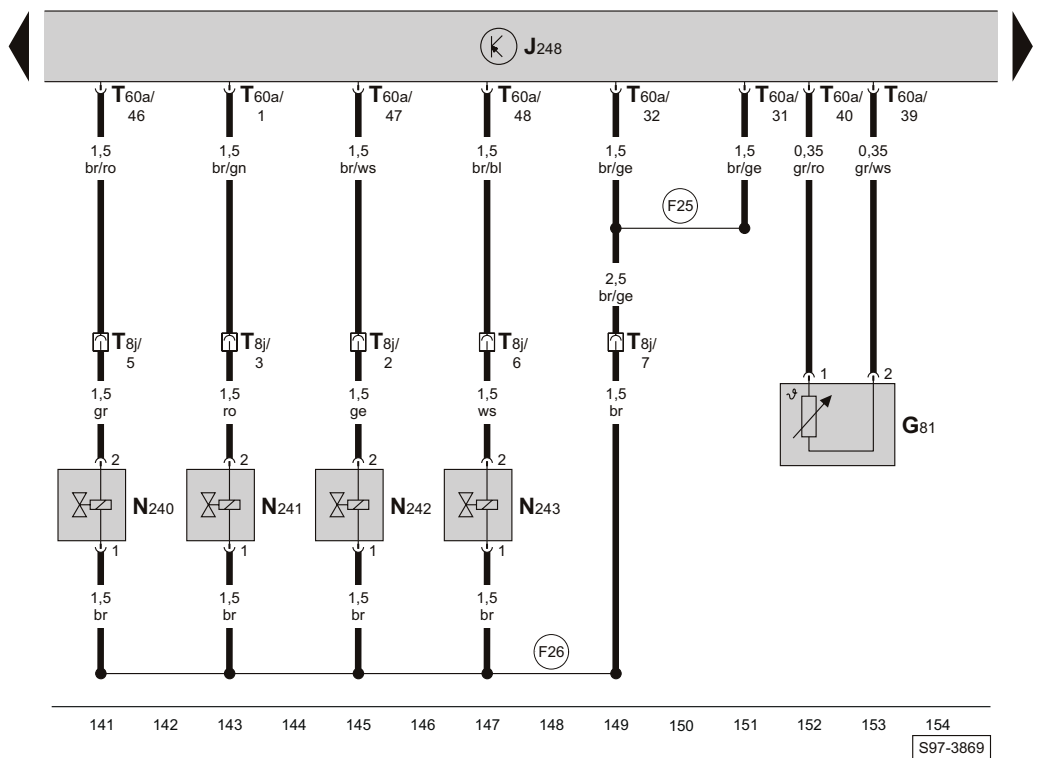 J248
T60a/ T60a/ T60a/ T60a/ T60a/ T60a/ T60a/ T60a/
46 1 47 48 32 31 40 39
1,5 1,5 1,5 1,5 1,5 1,5 0,35 0,35
br/ro br/gn br/ws br/bl br/ge br/ge gr/ro gr/ws
F25
2,5
br/ge
T8j/ T8j/ T8j/ T8j/ T8j/
5 3 2 6 7
1 2
1,5 1,5 1,5 1,5 1,5
gr ro ge ws br
ϑ
G81
2 2 2 2
N240 N241 N242 N243
1 1 1 1
1,5 1,5 1,5 1,5
br br br br
F26
141 142 143 144 145 146 147 148 149 150 151 152 153 154
S97-3869